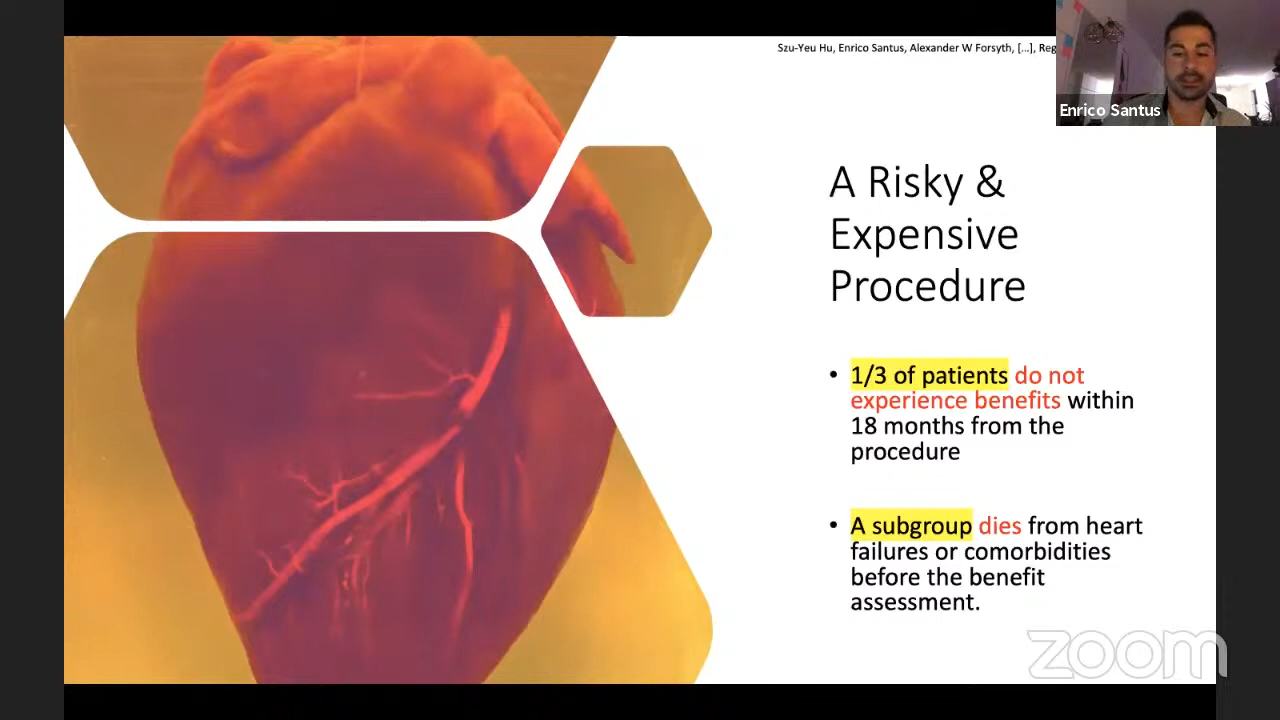 Szu-Yeu Hu, Enrico Santus, Alexander W Forsyth, [...],
Enrico Santus
A Risky &
Expensive
Procedure
• 1/3 of patients do not
experience benefits within
18 months from the
procedure
• A subgroup dies from heart
failures or comorbidities
before the benefit
assessment.
zoom